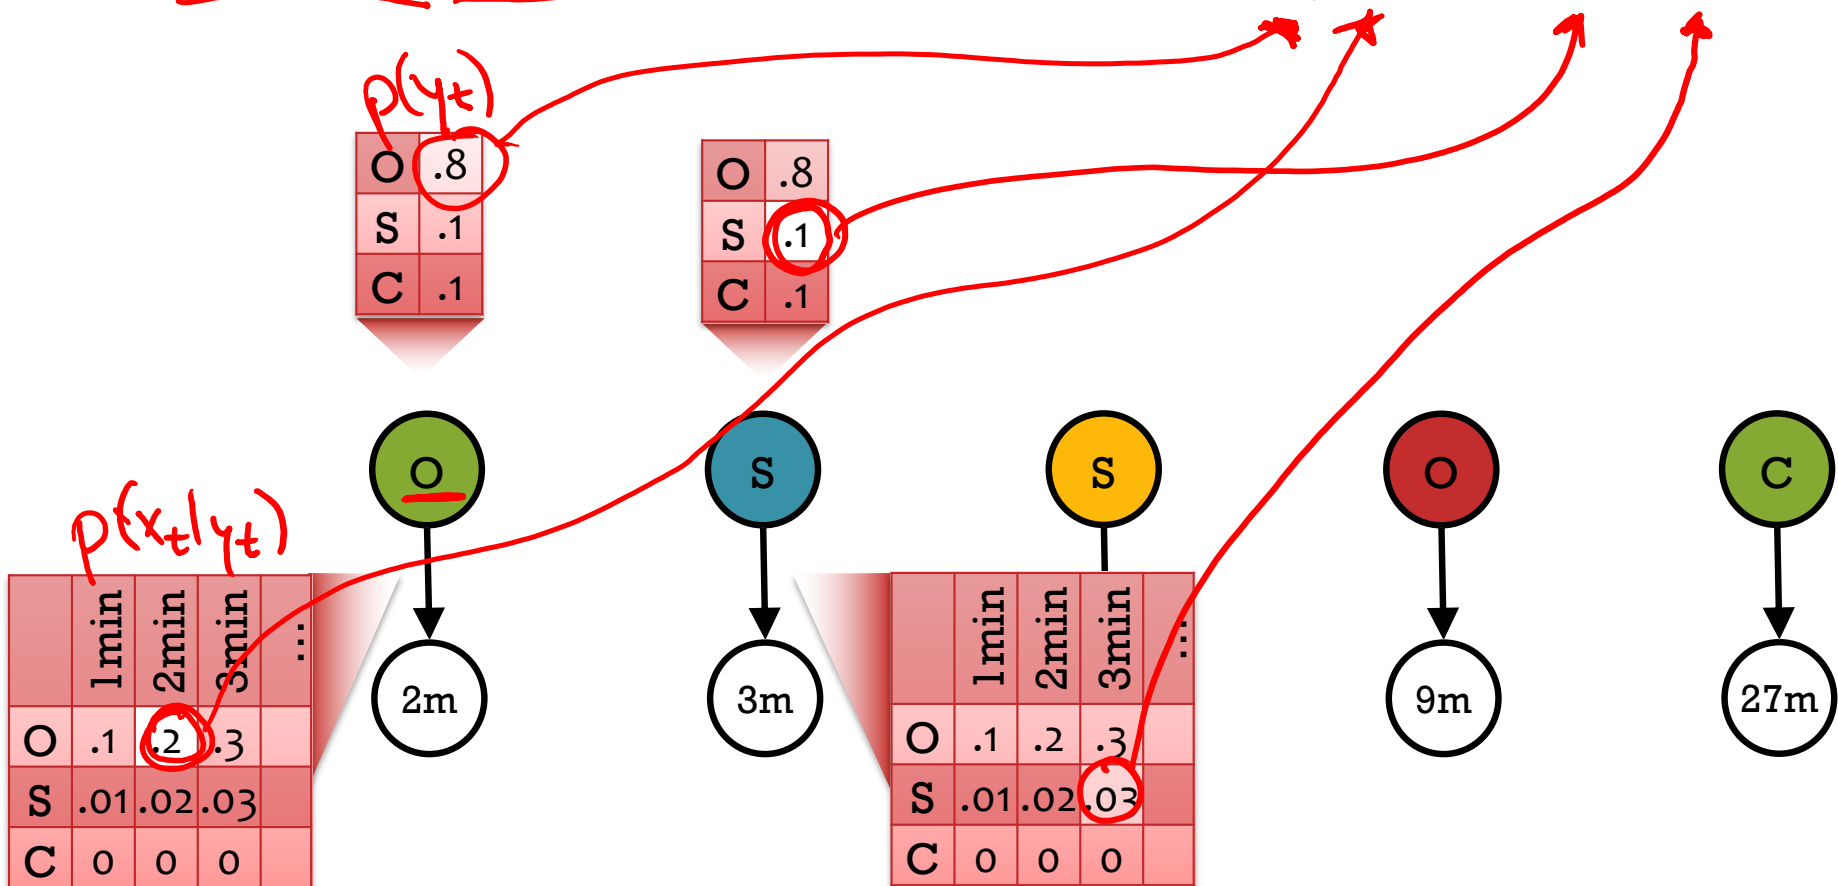 p(yt)
O .8
S .1
C .1
O .8
S .1
C .1
O
S
S
O
C
p(xt|yt)
1min 2min 3min ...
O .1 .2 .3
S .01 .02 .03
C 0 0 0
2m
3m
1min 2min 3min ...
O .1 .2 .3
S .01 .02 .03
C 0 0 0
9m
27m